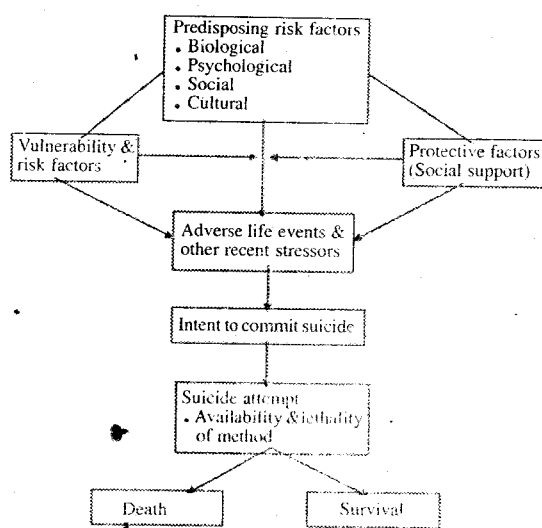 Predisposing risk factors
• Biological
• Psychological
• Social
• Cultural
Vulnerability &
risk factors
Protective factors
(Social support)
Adverse life events &
other recent stressors
Intent to commit suicide
Suicide attempt
• Availability & lethality
of method
Death
Survival